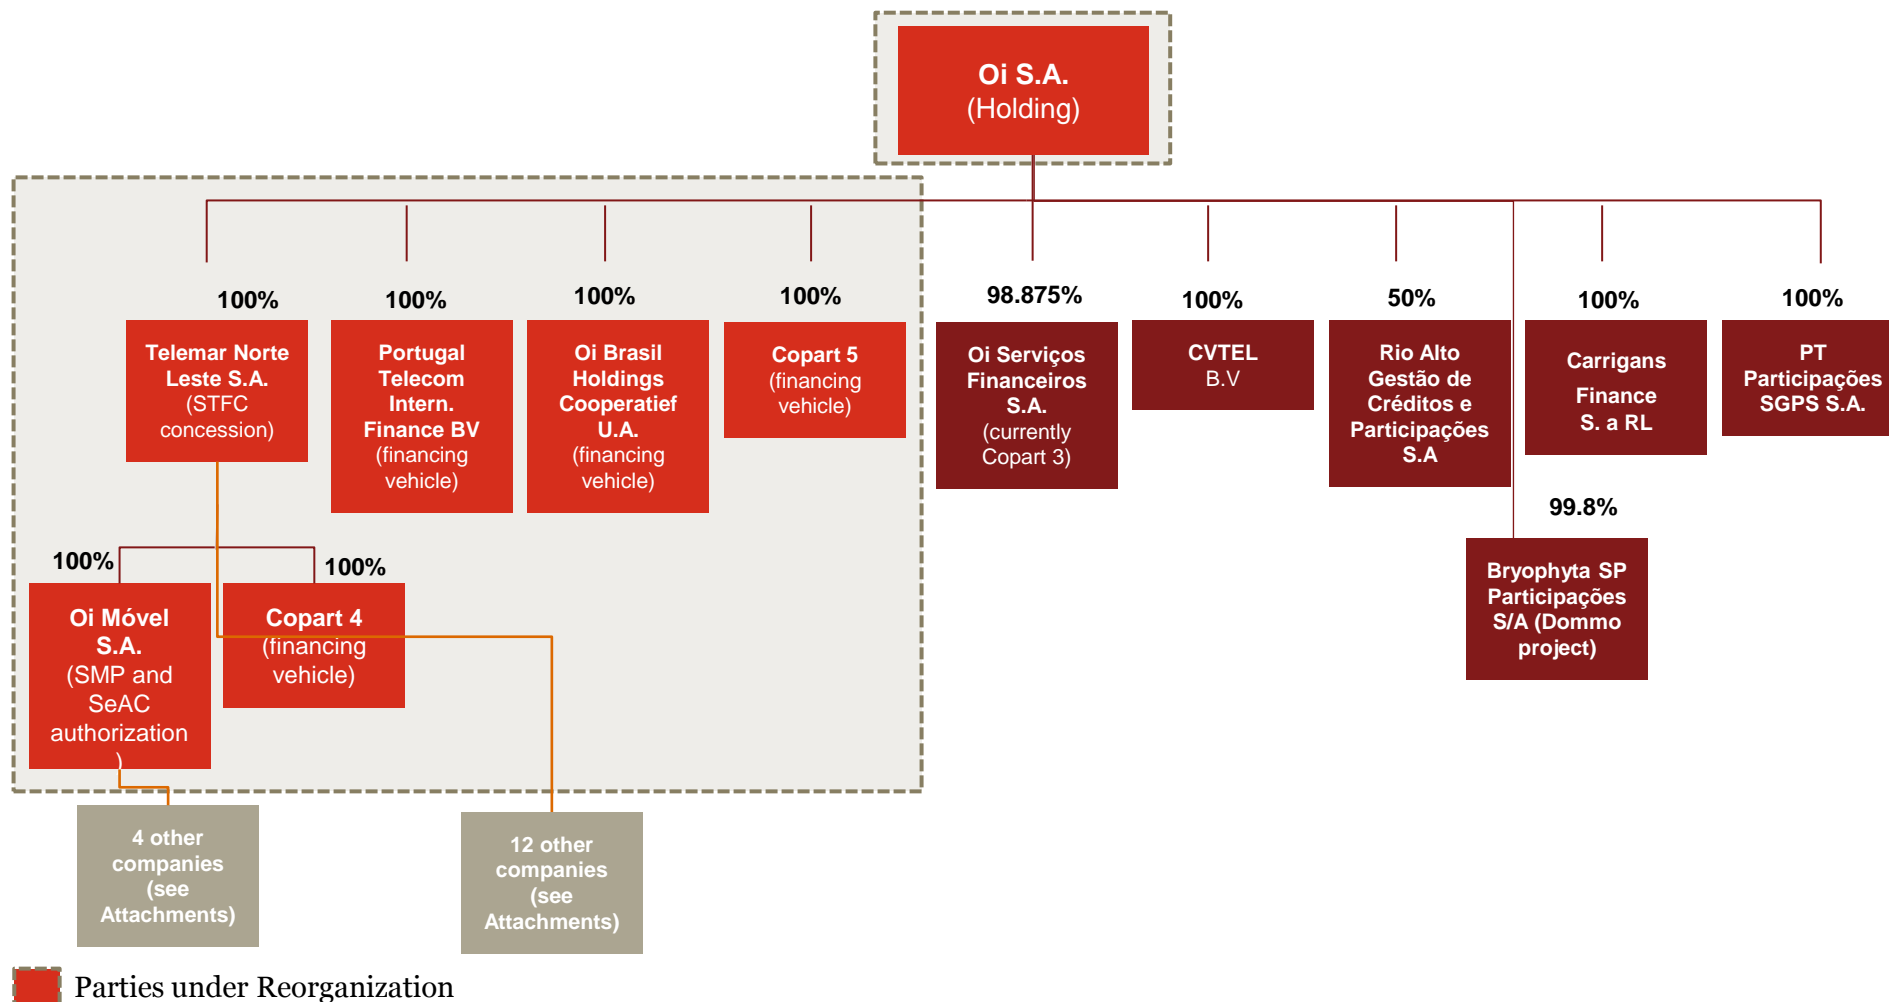 Oi S.A.
(Holding)
100%
100%
100%
100%
98.875%
100%
50%
100%
100%
Telemar Norte
Leste S.A.
(STFC
concession)
Portugal
Telecom
Intern.
Finance BV
(financing
vehicle)
Oi Brasil
Holdings
Cooperatief
U.A.
(financing
vehicle)
Copart 5
(financing
vehicle)
Oi Serviços
Financeiros
S.A.
(currently
Copart 3)
CVTEL
B.V
Rio Alto
Gestão de
Créditos e
Participações
S.A
Carrigans
Finance
S. a RL
PT
Participações
SGPS S.A.
99.8%
Bryophyta SP
Participações
S/A (Dommo
project)
100%
100%
Oi Móvel
S.A.
(SMP and
SeAC
authorization
)
Copart 4
(financing
vehicle)
4 other
companies
(see
Attachments)
12 other
companies
(see
Attachments)
Parties under Reorganization